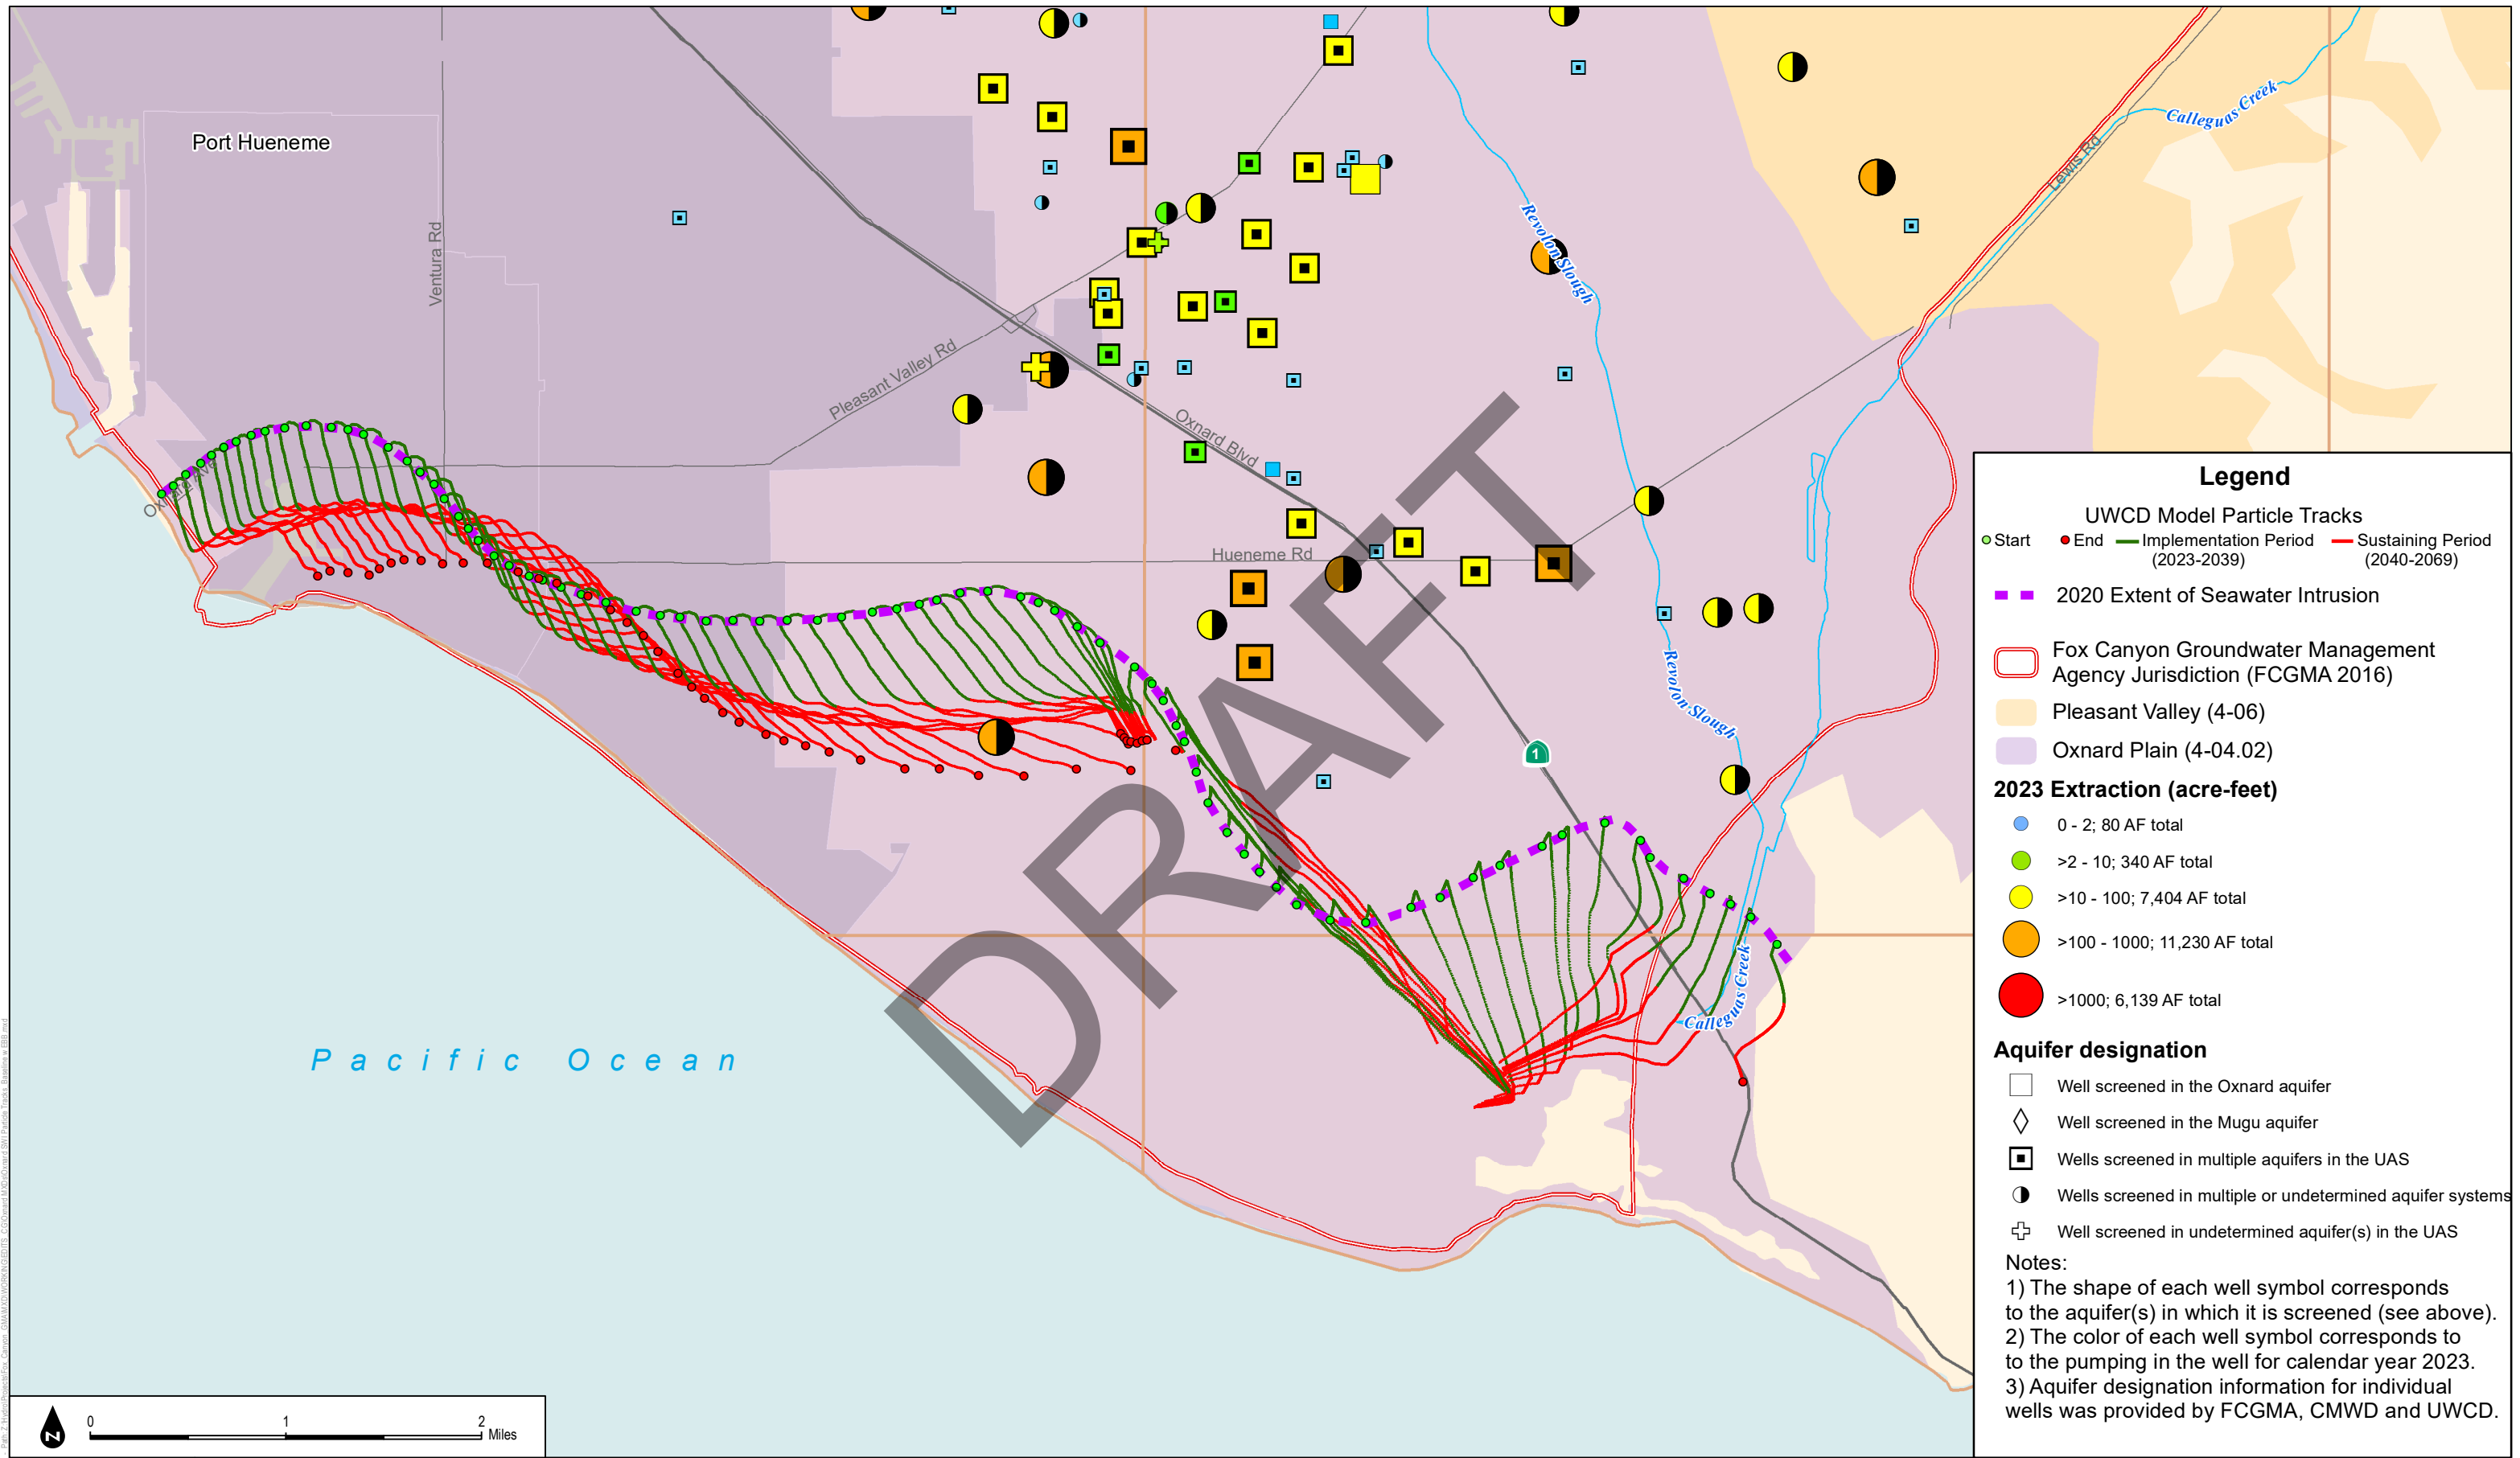 Port Hueneme
Ventura Rd
Pleasant Valley Rd
Oxnard Blvd
Hueneme Rd
Revolon Slough
Revolon Slough
Calleguas Creek
Calleguas Creek
Lewis Rd
1
Pacific Ocean
DRAFT
N
0 1 2
Miles
Legend
UWCD Model Particle Tracks
Start End Implementation Period Sustaining Period
(2023-2039) (2040-2069)
2020 Extent of Seawater Intrusion
Fox Canyon Groundwater Management
Agency Jurisdiction (FCGMA 2016)
Pleasant Valley (4-06)
Oxnard Plain (4-04.02)
2023 Extraction (acre-feet)
0 - 2; 80 AF total
>2 - 10; 340 AF total
>10 - 100; 7,404 AF total
>100 - 1000; 11,230 AF total
>1000; 6,139 AF total
Aquifer designation
Well screened in the Oxnard aquifer
Well screened in the Mugu aquifer
Wells screened in multiple aquifers in the UAS
Wells screened in multiple or undetermined aquifer systems
Well screened in undetermined aquifer(s) in the UAS
Notes:
1) The shape of each well symbol corresponds
to the aquifer(s) in which it is screened (see above).
2) The color of each well symbol corresponds to
to the pumping in the well for calendar year 2023.
3) Aquifer designation information for individual
wells was provided by FCGMA, CMWD and UWCD.